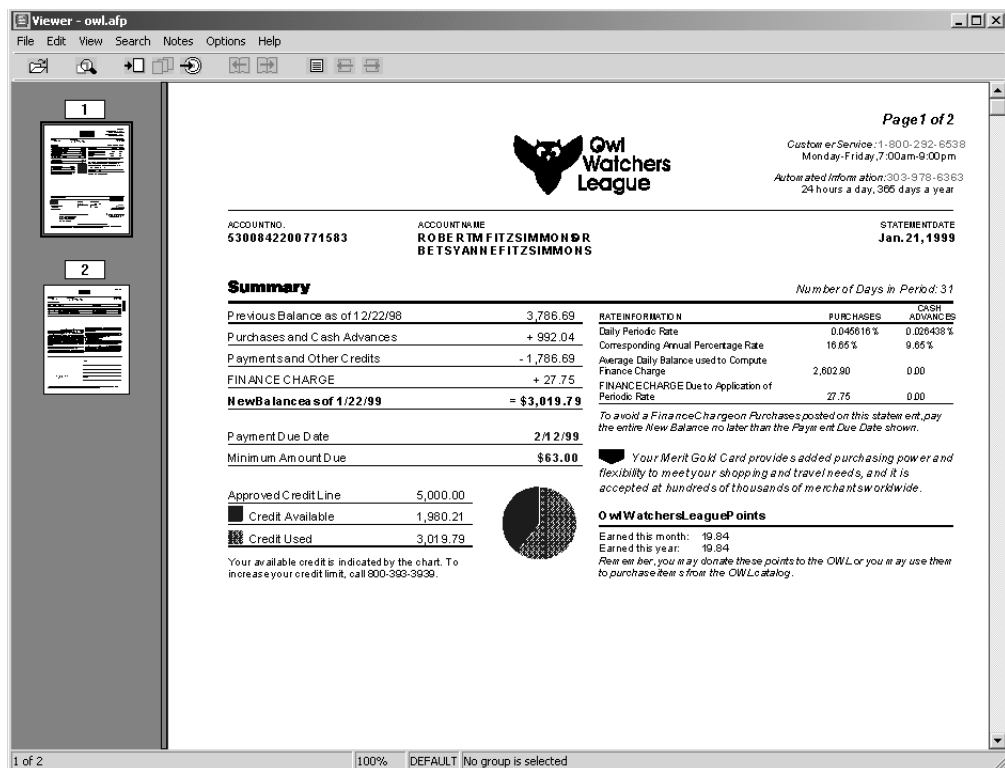 Viewer - owl.afp
File Edit View Search Notes Options Help
1
2
Page 1 of 2
Owl
Watchers
League
Customer Service: 1-800-292-6538
Monday-Friday, 7:00am-9:00pm
Automated Information: 303-978-6363
24 hours a day, 365 days a year
ACCOUNT NO. ACCOUNT NAME STATEMENT DATE
5300842200771583 ROBERT M FITZSIMMONS OR Jan. 21, 1999
BETSY ANNE FITZSIMMONS
Summary
Number of Days in Period: 31
Previous Balance as of 12/22/98 3,786.69
Purchases and Cash Advances + 992.04
Payments and Other Credits - 1,786.69
FINANCE CHARGE + 27.75
New Balance as of 1/22/99 = $3,019.79
Payment Due Date 2/12/99
Minimum Amount Due $63.00
Approved Credit Line 5,000.00
Credit Available 1,980.21
Credit Used 3,019.79
Your available credit is indicated by the chart. To
increase your credit limit, call 800-393-3939.
RATE INFORMATION PURCHASES CASH ADVANCES
Daily Periodic Rate 0.045616 % 0.026438 %
Corresponding Annual Percentage Rate 16.65 % 9.65 %
Average Daily Balance used to Compute
Finance Charge 2,602.90 0.00
FINANCE CHARGE Due to Application of
Periodic Rate 27.75 0.00
To avoid a Finance Charge on Purchases posted on this statement, pay
the entire New Balance no later than the Payment Due Date shown.
Your Merit Gold Card provides added purchasing power and
flexibility to meet your shopping and travel needs, and it is
accepted at hundreds of thousands of merchants worldwide.
Owl Watchers League Points
Earned this month: 19.84
Earned this year: 19.84
Remember, you may donate these points to the OWL or you may use them
to purchase items from the OWL catalog.
1 of 2 100% DEFAULT No group is selected